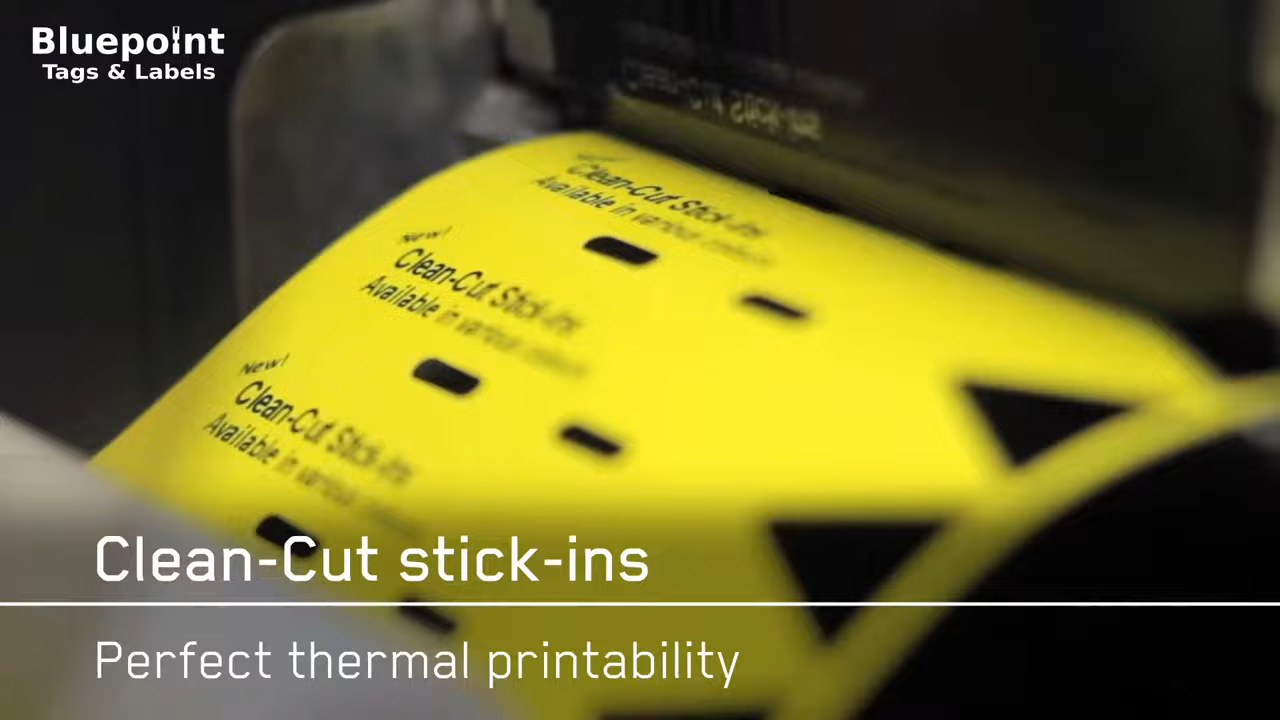 Bluepoint
Tags & Labels
Clean-Cut Stick-ins
Available in various
New!
Clean-Cut Stick-ins
Available in various colours
New!
Clean-Cut Stick-ins
Available in various
Clean-Cut stick-ins
Perfect thermal printability